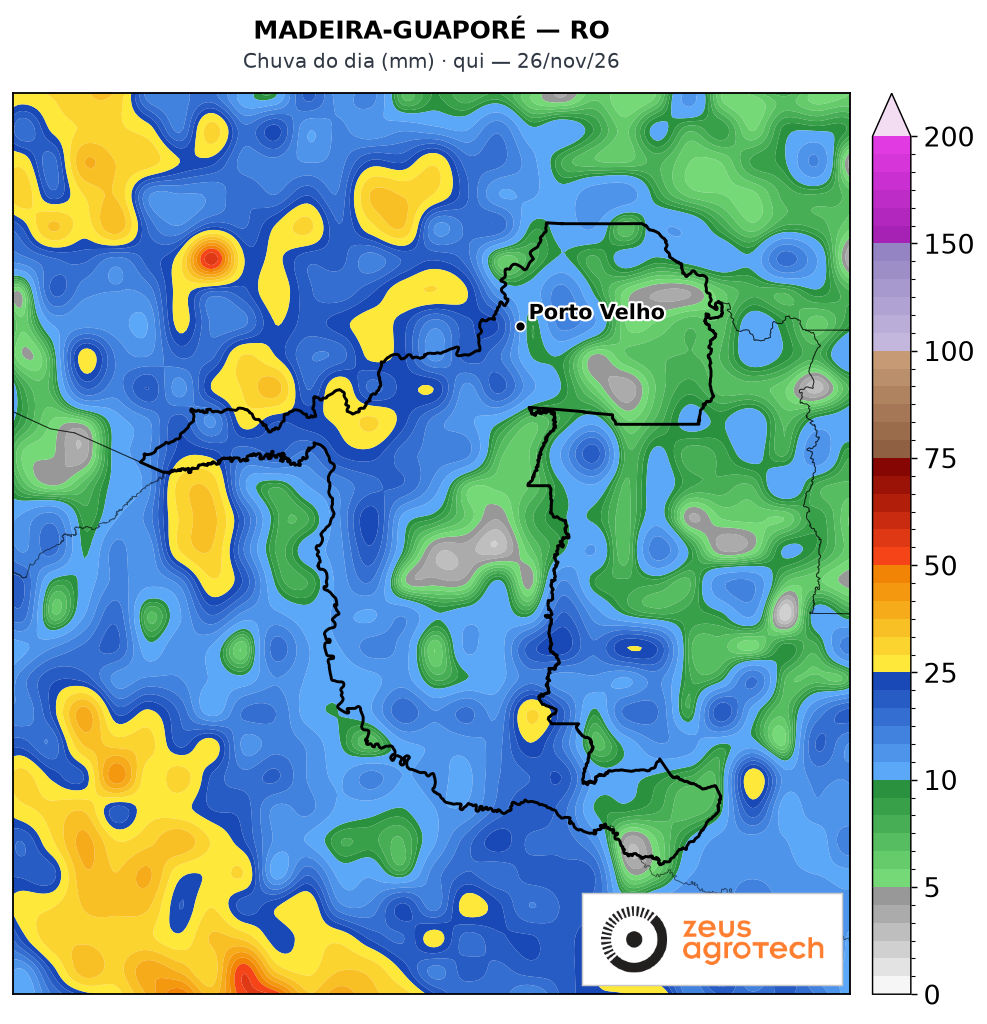 MADEIRA-GUAPORÉ — RO
Chuva do dia (mm) · qui — 26/nov/26
Porto Velho
200
150
100
75
50
25
10
5
0
zeus
agrotech